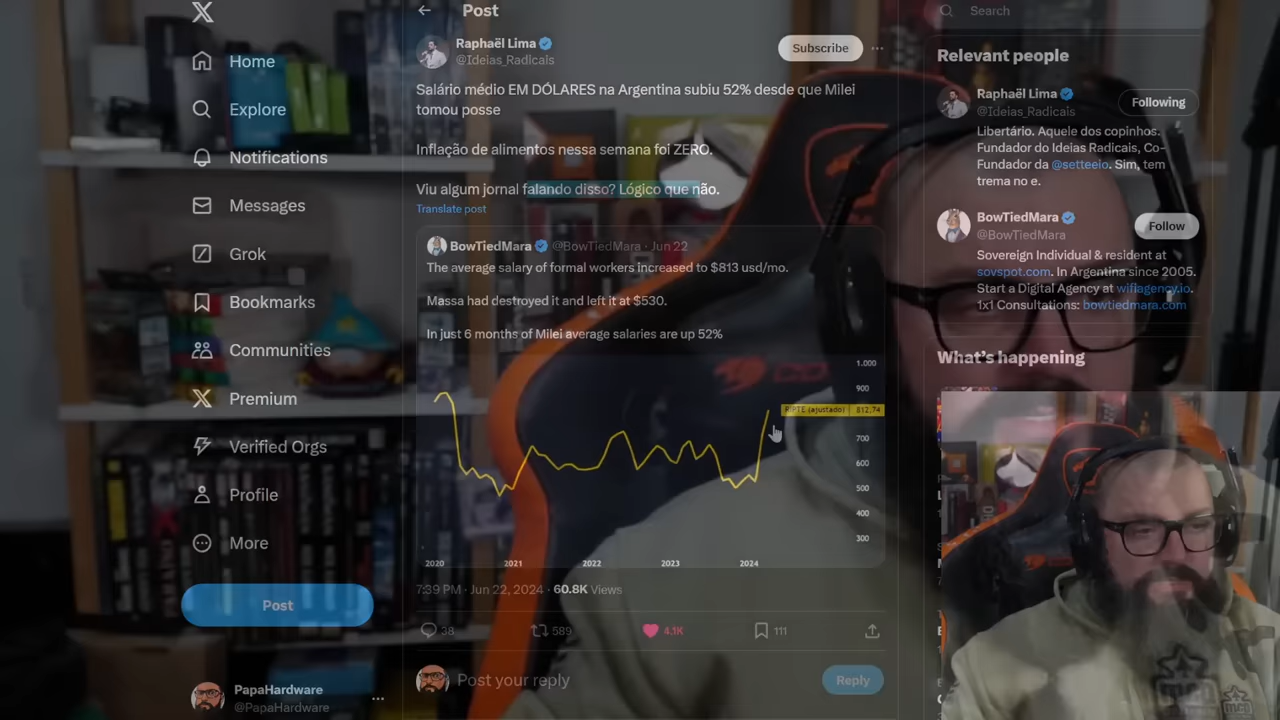 Home
Explore
Notifications
Messages
Grok
Bookmarks
Communities
Premium
Verified Orgs
Profile
More
Post
PapaHardware
@PapaHardware
Post
Raphaël Lima
@Ideias_Radicais
Subscribe
Salário médio EM DÓLARES na Argentina subiu 52% desde que Milei
tomou posse
Inflação de alimentos nessa semana foi ZERO.
Viu algum jornal falando disso? Lógico que não.
Translate post
BowTiedMara @BowTiedMara · Jun 22
The average salary of formal workers increased to $813 usd/mo.
Massa had destroyed it and left it at $530.
In just 6 months of Milei average salaries are up 52%
1.000
900
RIPTE (ajustado) 812,74
700
600
500
400
300
2020 2021 2022 2023 2024
7:39 PM · Jun 22, 2024 · 60.8K Views
38 589 4.1K 111
Post your reply
Reply
Search
Relevant people
Raphaël Lima
@Ideias_Radicais
Following
Libertário. Aquele dos copinhos.
Fundador do Ideias Radicais, Co-
Fundador da @setteeio. Sim, tem
trema no e.
BowTiedMara
@BowTiedMara
Follow
Sovereign Individual & resident at
sovspot.com. In Argentina since 2005.
Start a Digital Agency at wifiagency.io.
1x1 Consultations: bowtiedmara.com
What's happening